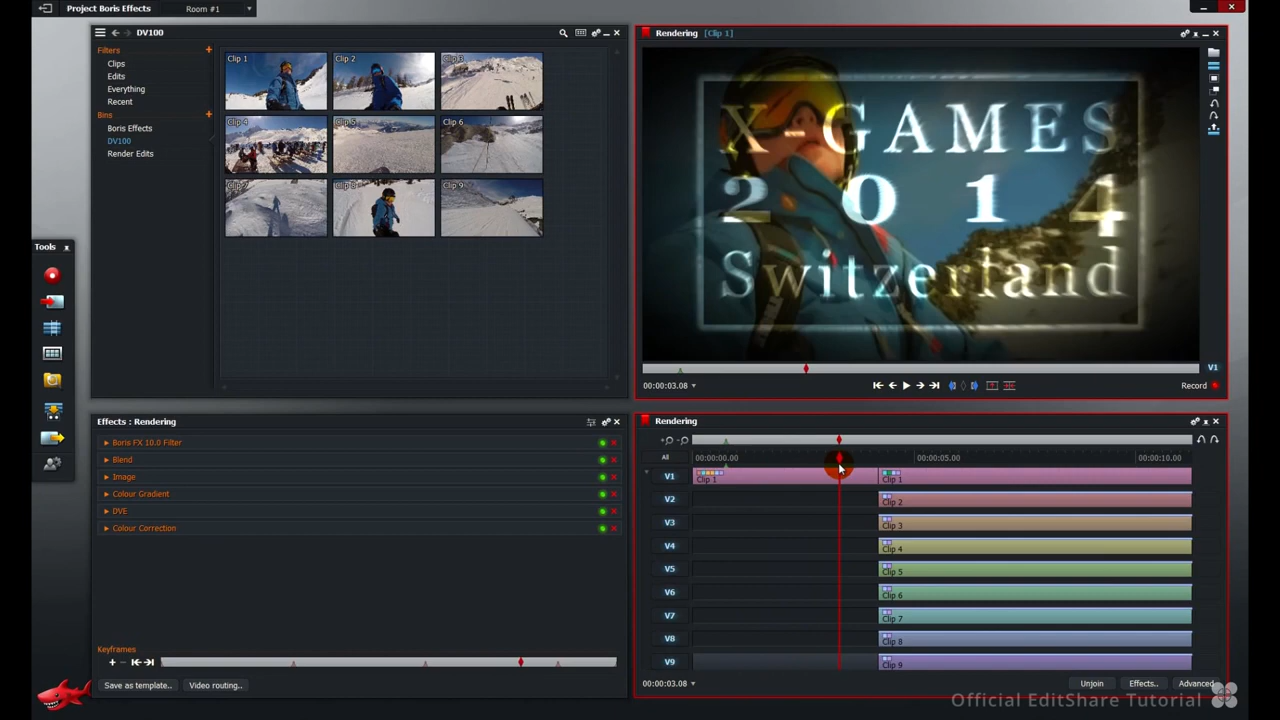 Project Boris Effects
Room #1
DV100
Filters
Clips
Edits
Everything
Recent
Bins
Boris Effects
DV100
Render Edits
Clip 1
Clip 2
Clip 3
Clip 4
Clip 5
Clip 6
Clip 7
Clip 8
Clip 9
Tools
Rendering [Clip 1]
X-GAMES
2014
Switzerland
V1
00:00:03.08
Record
Effects : Rendering
Boris FX 10.0 Filter
Blend
Image
Colour Gradient
DVE
Colour Correction
Keyframes
Save as template..
Video routing..
Rendering
All
00:00:00.00
00:00:05.00
00:00:10.00
V1
Clip 1
Clip 1
V2
Clip 2
V3
Clip 3
V4
Clip 4
V5
Clip 5
V6
Clip 6
V7
Clip 7
V8
Clip 8
V9
Clip 9
00:00:03.08
Unjoin
Effects..
Advanced
Official EditShare Tutorial